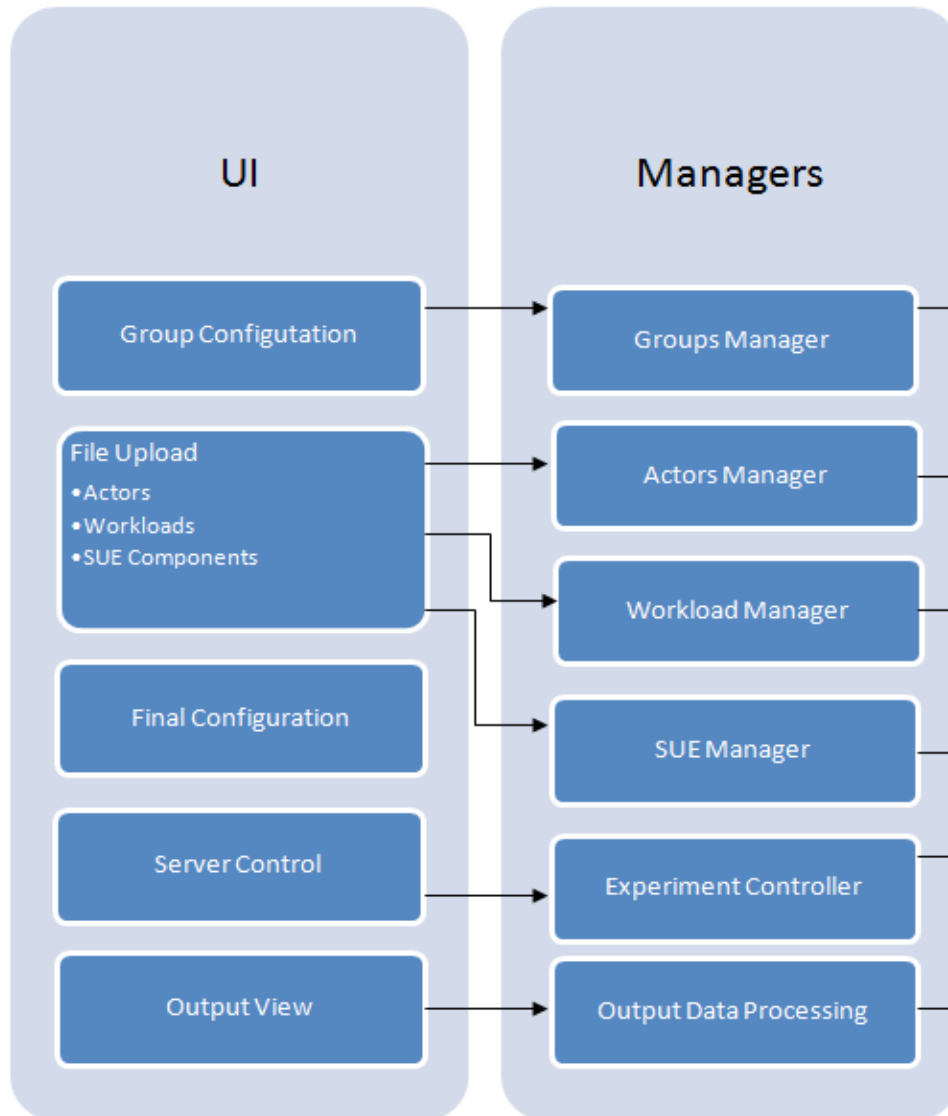 UI
Group Configutation
File Upload
•Actors
•Workloads
•SUE Components
Final Configuration
Server Control
Output View
Managers
Groups Manager
Actors Manager
Workload Manager
SUE Manager
Experiment Controller
Output Data Processing